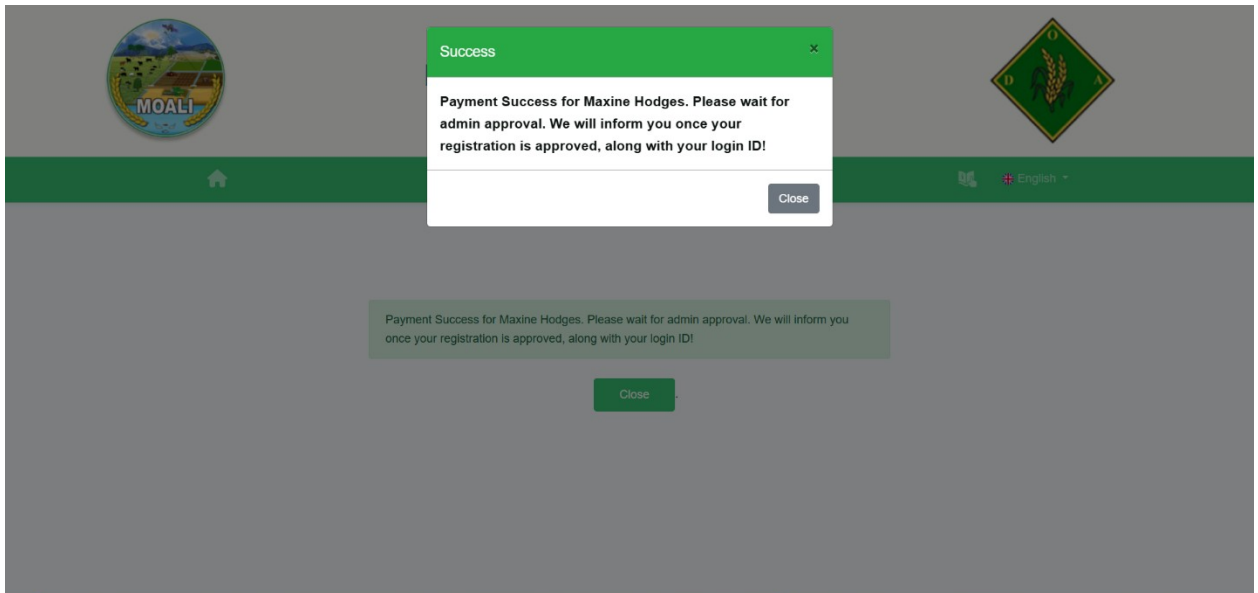 MOALI
Success
×
Payment Success for Maxine Hodges. Please wait for
admin approval. We will inform you once your
registration is approved, along with your login ID!
Close
O
D
A
English
Payment Success for Maxine Hodges. Please wait for admin approval. We will inform you
once your registration is approved, along with your login ID!
Close
.